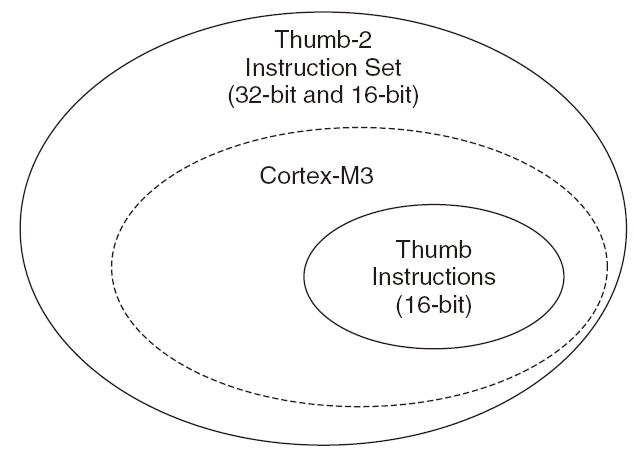 Thumb-2
Instruction Set
(32-bit and 16-bit)
Cortex-M3
Thumb
Instructions
(16-bit)